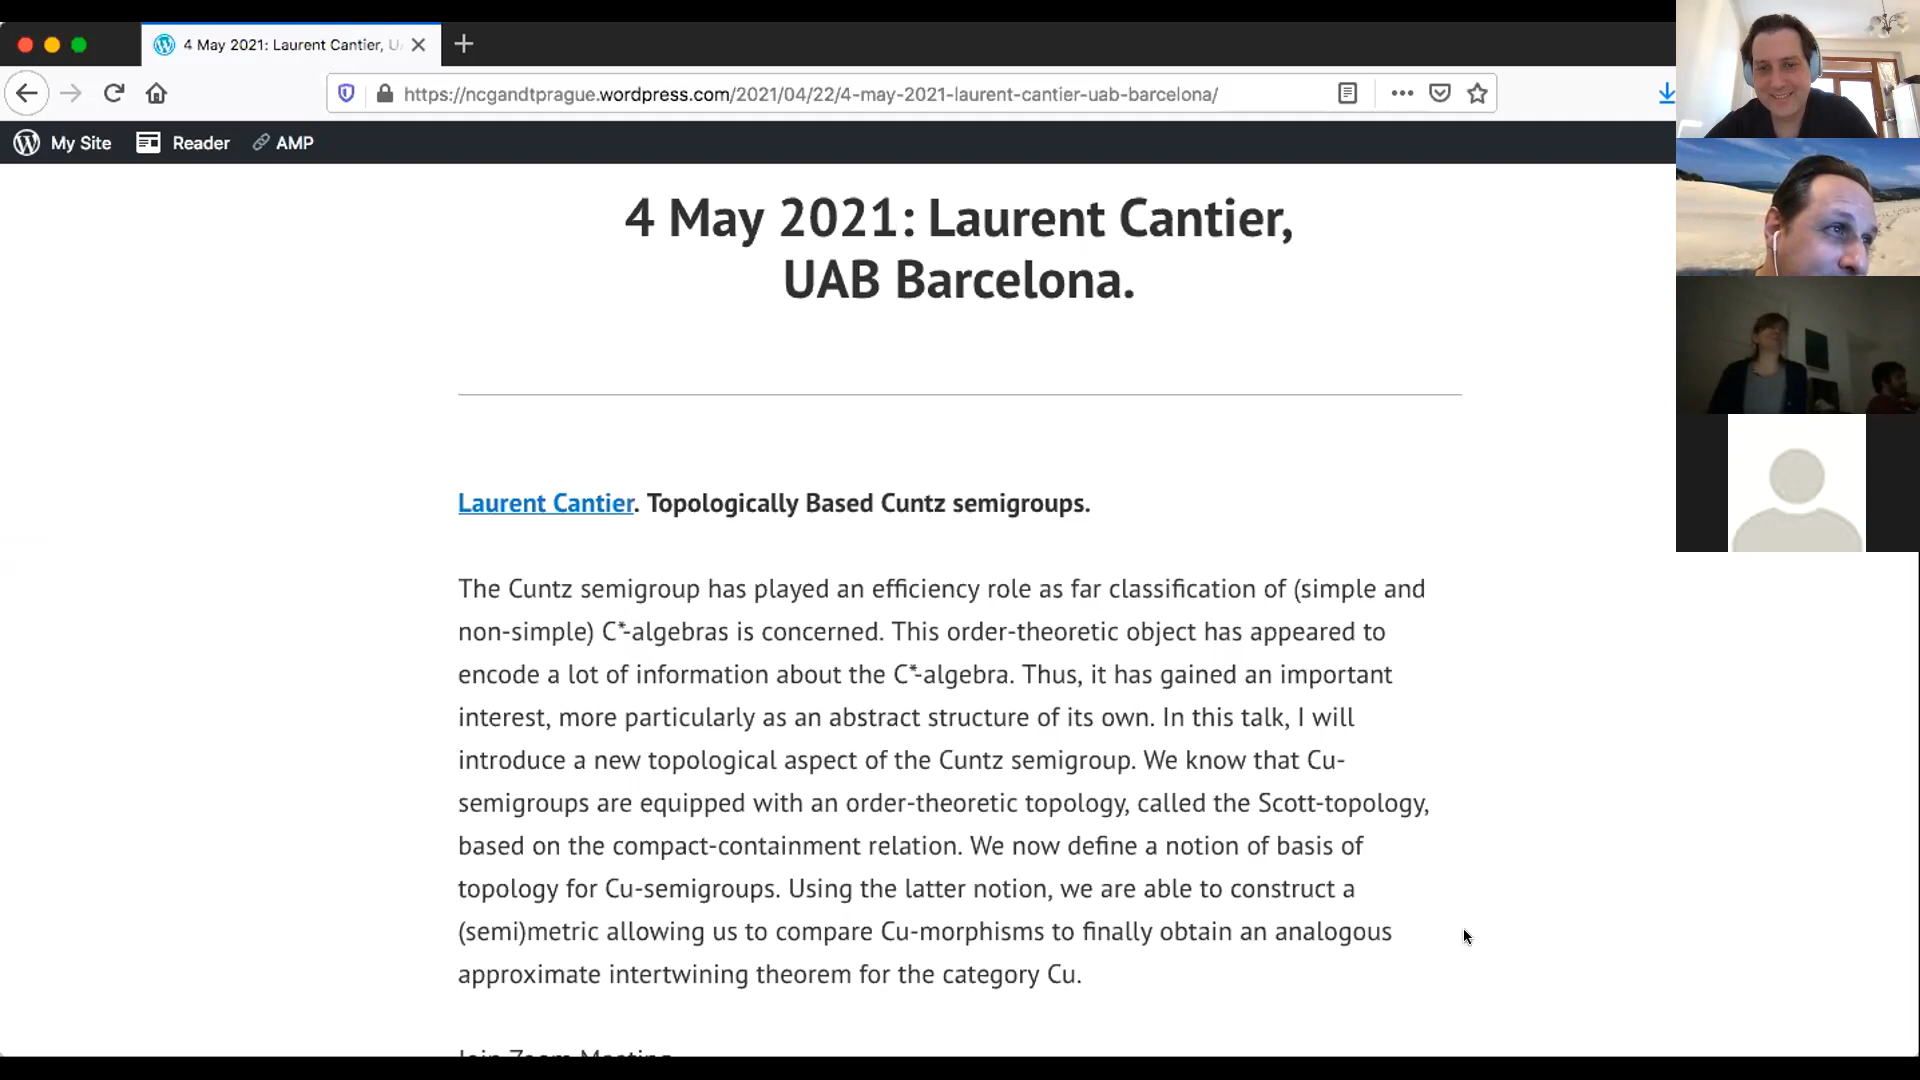 4 May 2021: Laurent Cantier, U
https://ncgandtprague.wordpress.com/2021/04/22/4-may-2021-laurent-cantier-uab-barcelona/
My Site Reader AMP
4 May 2021: Laurent Cantier,
UAB Barcelona.
Laurent Cantier. Topologically Based Cuntz semigroups.
The Cuntz semigroup has played an efficiency role as far classification of (simple and
non-simple) C*-algebras is concerned. This order-theoretic object has appeared to
encode a lot of information about the C*-algebra. Thus, it has gained an important
interest, more particularly as an abstract structure of its own. In this talk, I will
introduce a new topological aspect of the Cuntz semigroup. We know that Cu-
semigroups are equipped with an order-theoretic topology, called the Scott-topology,
based on the compact-containment relation. We now define a notion of basis of
topology for Cu-semigroups. Using the latter notion, we are able to construct a
(semi)metric allowing us to compare Cu-morphisms to finally obtain an analogous
approximate intertwining theorem for the category Cu.
Join Zoom Meeting